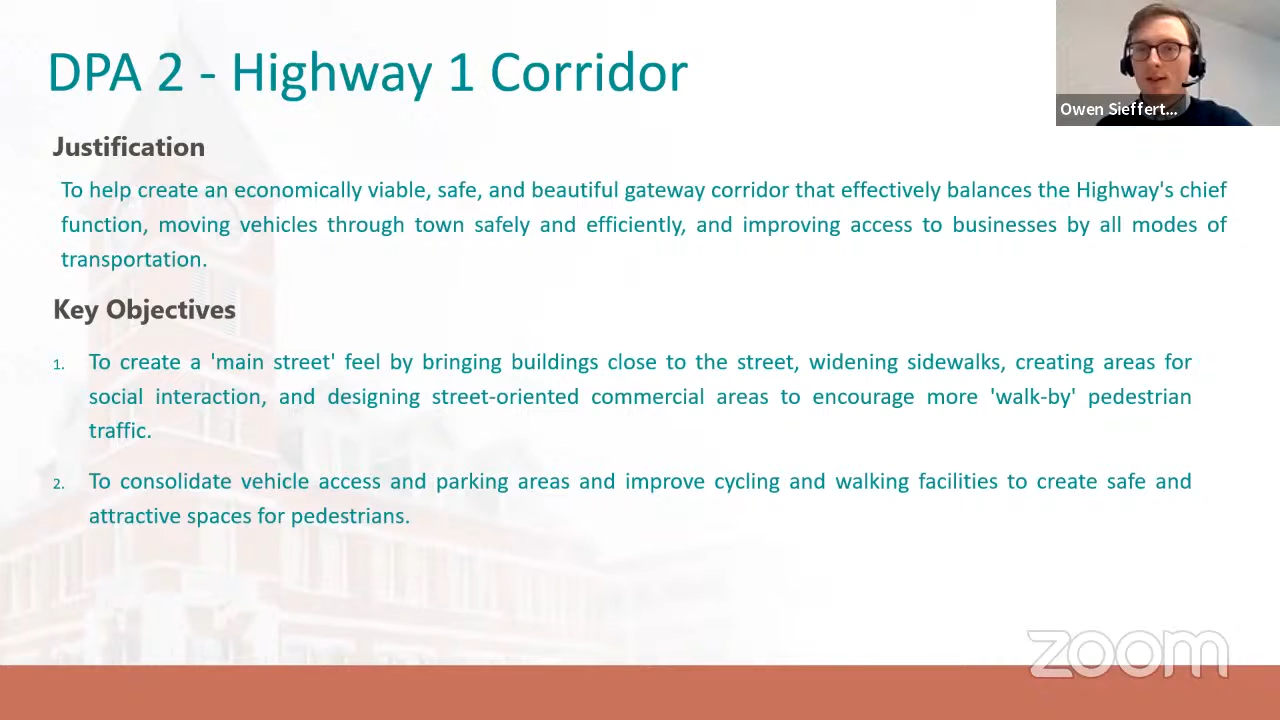 DPA 2 - Highway 1 Corridor
Owen Sieffert...
Justification
To help create an economically viable, safe, and beautiful gateway corridor that effectively balances the Highway's chief
function, moving vehicles through town safely and efficiently, and improving access to businesses by all modes of
transportation.
Key Objectives
1. To create a 'main street' feel by bringing buildings close to the street, widening sidewalks, creating areas for
social interaction, and designing street-oriented commercial areas to encourage more 'walk-by' pedestrian
traffic.
2. To consolidate vehicle access and parking areas and improve cycling and walking facilities to create safe and
attractive spaces for pedestrians.
zoom